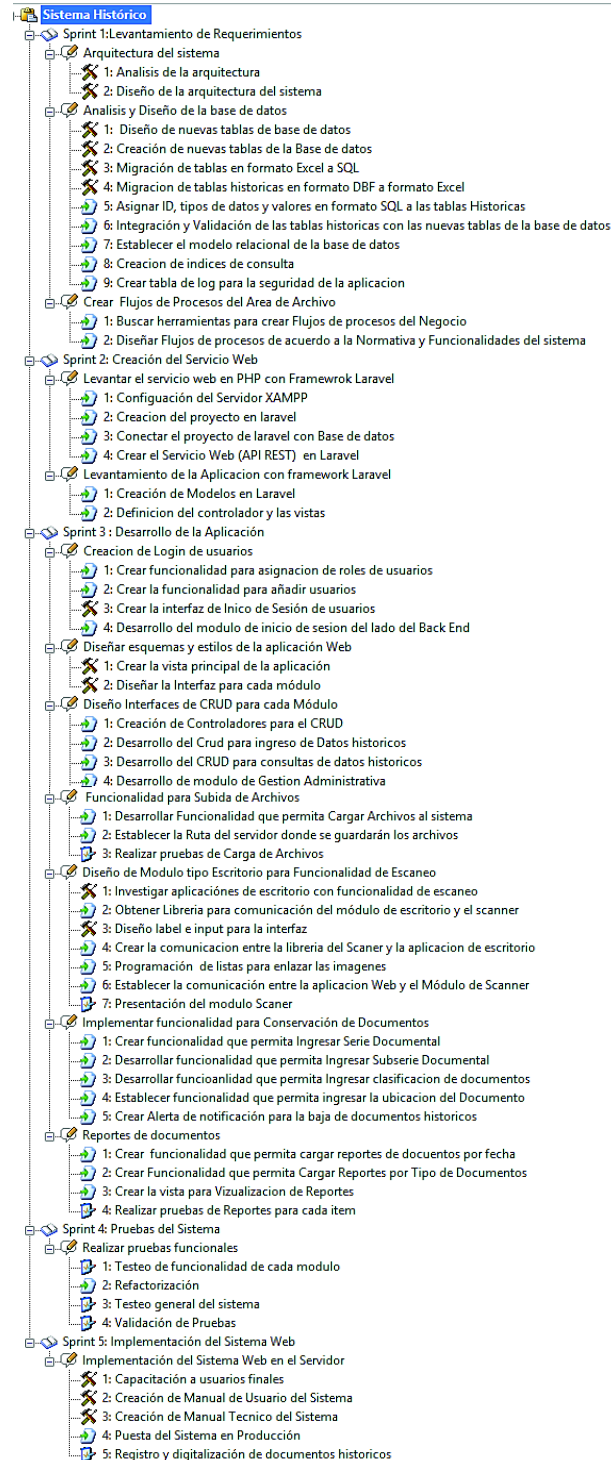 Sistema Histórico
Sprint 1:Levantamiento de Requerimientos
Arquitectura del sistema
1: Analisis de la arquitectura
2: Diseño de la arquitectura del sistema
Analisis y Diseño de la base de datos
1: Diseño de nuevas tablas de base de datos
2: Creación de nuevas tablas de la Base de datos
3: Migración de tablas en formato Excel a SQL
4: Migracion de tablas historicas en formato DBF a formato Excel
5: Asignar ID, tipos de datos y valores en formato SQL a las tablas Historicas
6: Integración y Validación de las tablas historicas con las nuevas tablas de la base de datos
7: Establecer el modelo relacional de la base de datos
8: Creacion de indices de consulta
9: Crear tabla de log para la seguridad de la aplicacion
Crear Flujos de Procesos del Area de Archivo
1: Buscar herramientas para crear Flujos de procesos del Negocio
2: Diseñar Flujos de procesos de acuerdo a la Normativa y Funcionalidades del sistema
Sprint 2: Creación del Servicio Web
Levantar el servicio web en PHP con Framewrok Laravel
1: Configuación del Servidor XAMPP
2: Creacion del proyecto en laravel
3: Conectar el proyecto de laravel con Base de datos
4: Crear el Servicio Web (API REST) en Laravel
Levantamiento de la Aplicacion con framework Laravel
1: Creación de Modelos en Laravel
2: Definicion del controlador y las vistas
Sprint 3 : Desarrollo de la Aplicación
Creacion de Login de usuarios
1: Crear funcionalidad para asignacion de roles de usuarios
2: Crear la funcionalidad para añadir usuarios
3: Crear la interfaz de Inico de Sesión de usuarios
4: Desarrollo del modulo de inicio de sesion del lado del Back End
Diseñar esquemas y estilos de la aplicación Web
1: Crear la vista principal de la aplicación
2: Diseñar la Interfaz para cada módulo
Diseño Interfaces de CRUD para cada Módulo
1: Creación de Controladores para el CRUD
2: Desarrollo del Crud para ingreso de Datos historicos
3: Desarrollo del CRUD para consultas de datos historicos
4: Desarrollo de modulo de Gestion Administrativa
Funcionalidad para Subida de Archivos
1: Desarrollar Funcionalidad que permita Cargar Archivos al sistema
2: Establecer la Ruta del servidor donde se guardarán los archivos
3: Realizar pruebas de Carga de Archivos
Diseño de Modulo tipo Escritorio para Funcionalidad de Escaneo
1: Investigar aplicaciónes de escritorio con funcionalidad de escaneo
2: Obtener Libreria para comunicación del módulo de escritorio y el scanner
3: Diseño label e input para la interfaz
4: Crear la comunicacion entre la libreria del Scaner y la aplicacion de escritorio
5: Programación de listas para enlazar las imagenes
6: Establecer la comunicación entre la aplicacion Web y el Módulo de Scanner
7: Presentación del modulo Scaner
Implementar funcionalidad para Conservación de Documentos
1: Crear funcionalidad que permita Ingresar Serie Documental
2: Desarrollar funcionalidad que permita Ingresar Subserie Documental
3: Desarrollar funcioanlidad que permita Ingresar clasificacion de documentos
4: Establecer funcionalidad que permita ingresar la ubicacion del Documento
5: Crear Alerta de notificación para la baja de documentos historicos
Reportes de documentos
1: Crear funcionalidad que permita cargar reportes de docuentos por fecha
2: Crear Funcionalidad que permita Cargar Reportes por Tipo de Documentos
3: Crear la vista para Vizualizacion de Reportes
4: Realizar pruebas de Reportes para cada item
Sprint 4: Pruebas del Sistema
Realizar pruebas funcionales
1: Testeo de funcionalidad de cada modulo
2: Refactorización
3: Testeo general del sistema
4: Validación de Pruebas
Sprint 5: Implementación del Sistema Web
Implementación del Sistema Web en el Servidor
1: Capacitación a usuarios finales
2: Creación de Manual de Usuario del Sistema
3: Creación de Manual Tecnico del Sistema
4: Puesta del Sistema en Producción
5: Registro y digitalización de documentos historicos